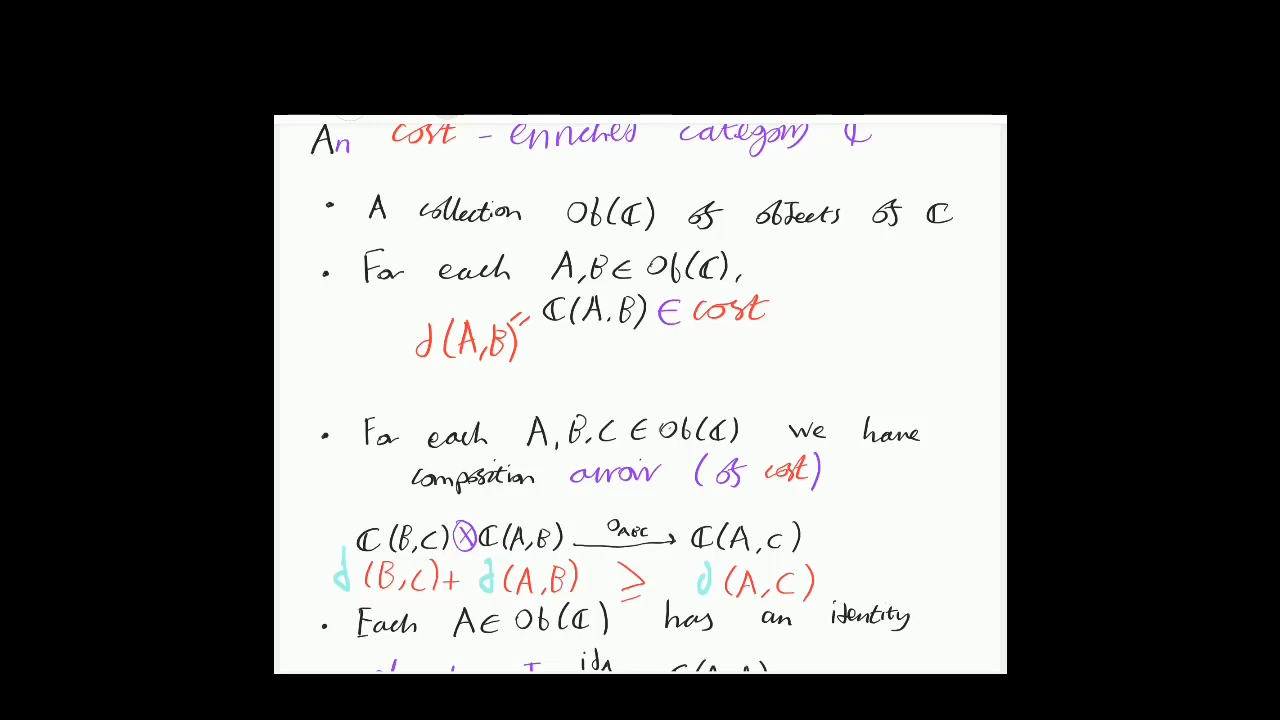 An cost - enriched category ℂ
• A collection Ob(ℂ) of objects of ℂ
• For each A,B ∈ Ob(ℂ),
ℂ(A,B) ∈ cost
d(A,B) =
• For each A,B,C ∈ Ob(ℂ) we have
composition arrow (of cost)
ℂ(B,C) ⊗ ℂ(A,B) ⟶ ∘ABC ℂ(A,C)
d(B,C) + d(A,B) ≥ d(A,C)
• Each A ∈ Ob(ℂ) has an identity
I idA ℂ(A,A)